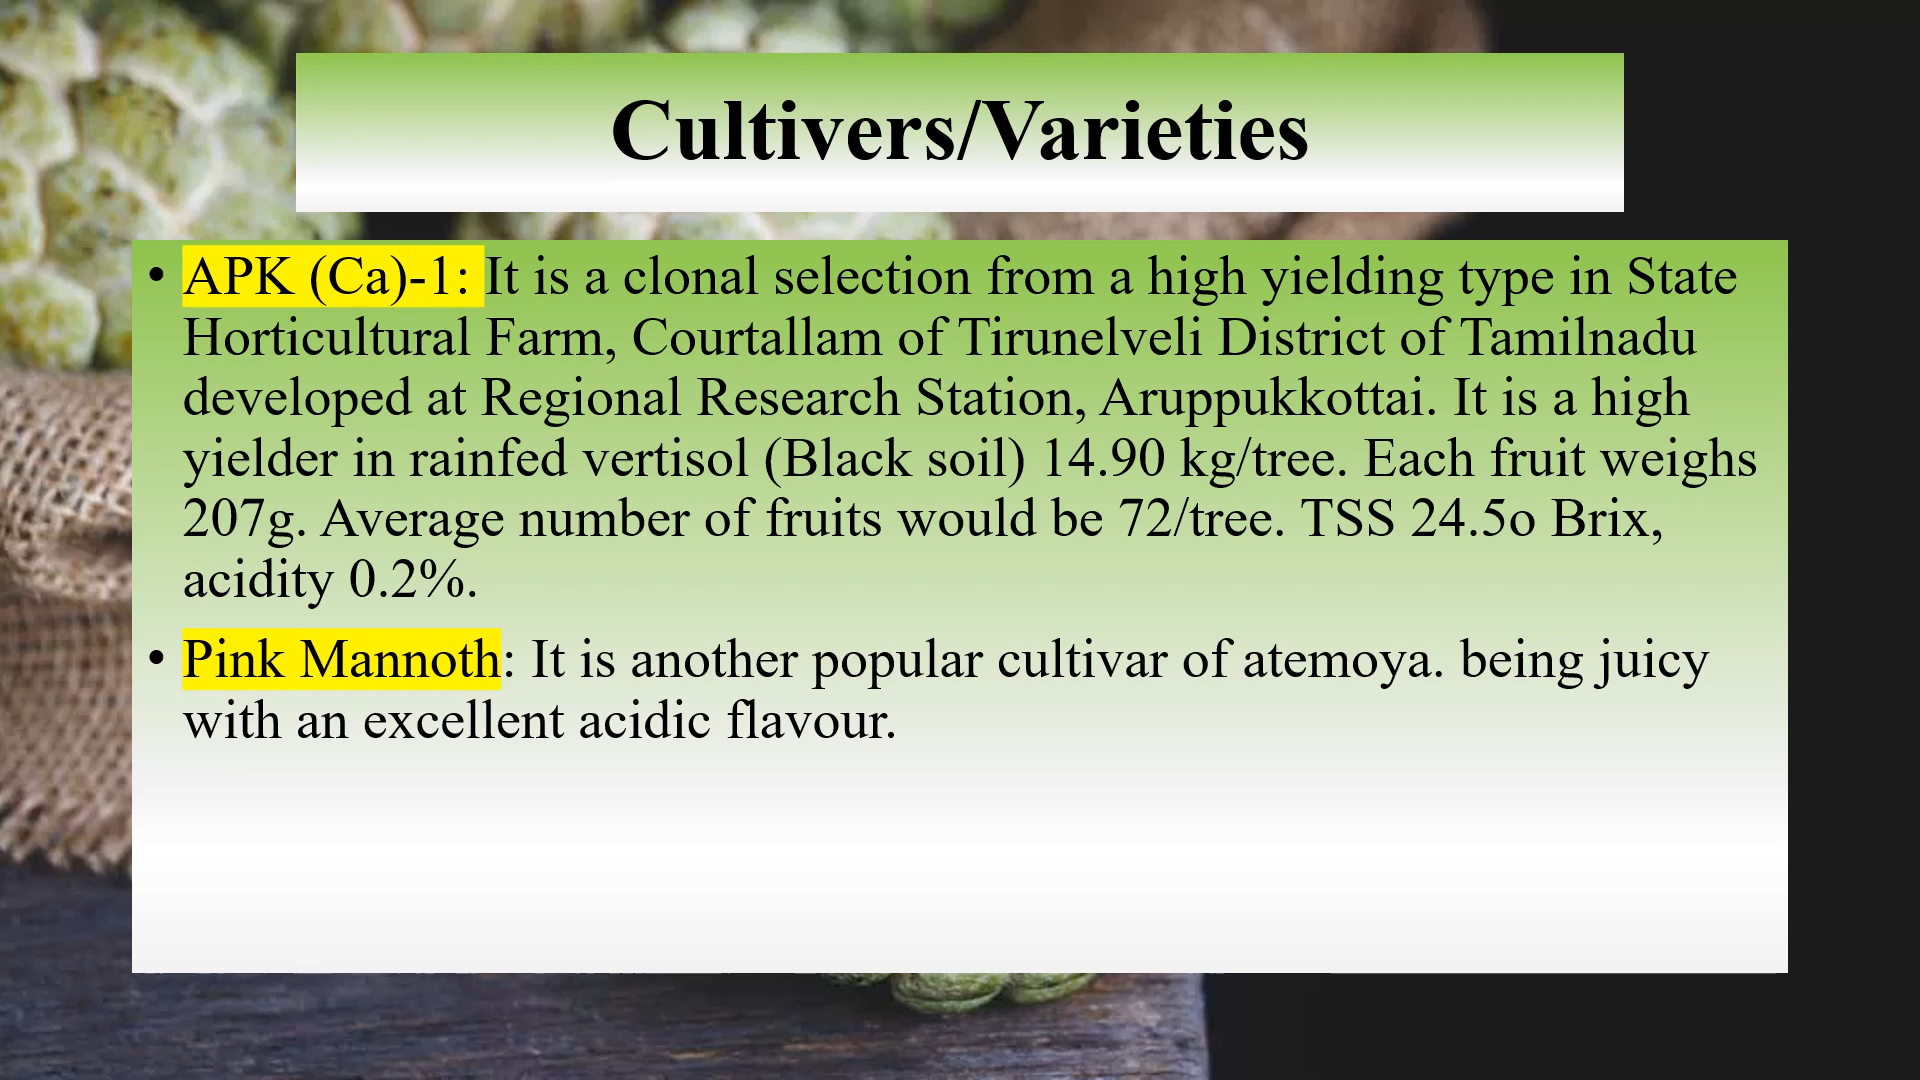 Cultivers/Varieties
• APK (Ca)-1: It is a clonal selection from a high yielding type in State
Horticultural Farm, Courtallam of Tirunelveli District of Tamilnadu
developed at Regional Research Station, Aruppukkottai. It is a high
yielder in rainfed vertisol (Black soil) 14.90 kg/tree. Each fruit weighs
207g. Average number of fruits would be 72/tree. TSS 24.5o Brix,
acidity 0.2%.
• Pink Mannoth: It is another popular cultivar of atemoya. being juicy
with an excellent acidic flavour.